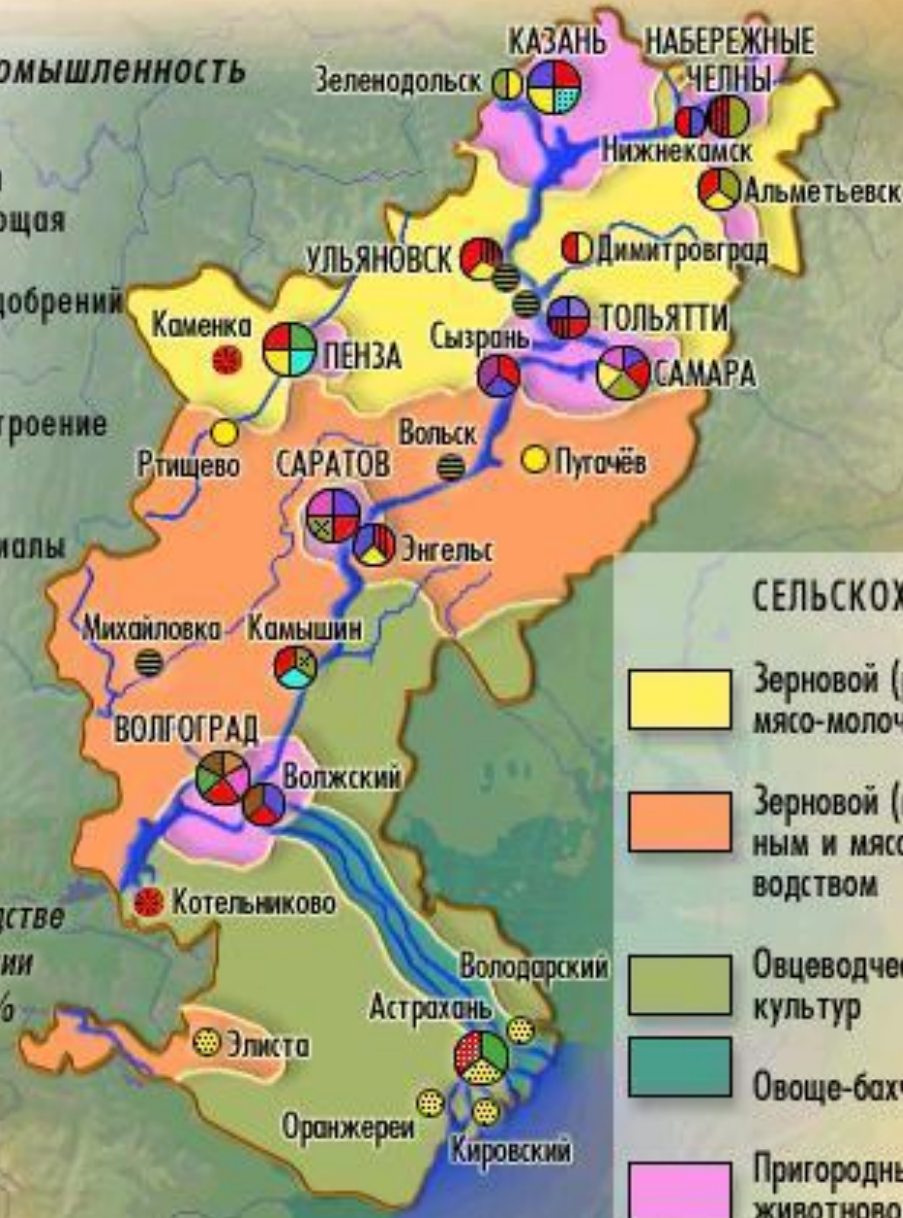 омышленность
ющая
добрений
троение
иалы
дстве
ии
%
КАЗАНЬ
НАБЕРЕЖНЫЕ
ЧЕЛНЫ
Зеленодольск
Нижнекамск
Альметьевск
УЛЬЯНОВСК
Димитровград
Каменка
ПЕНЗА
Сызрань
ТОЛЬЯТТИ
САМАРА
Ртищево
САРАТОВ
Вольск
Пугачёв
Энгельс
Михайловка
Камышин
ВОЛГОГРАД
Волжский
Котельниково
Володарский
Астрахань
Элиста
Оранжереи
Кировский
СЕЛЬСКОХ
Зерновой (
мясо-молоч
Зерновой (
ным и мясо
водством
Овцеводчес
культур
Овоще-бахч
Пригородны
животново